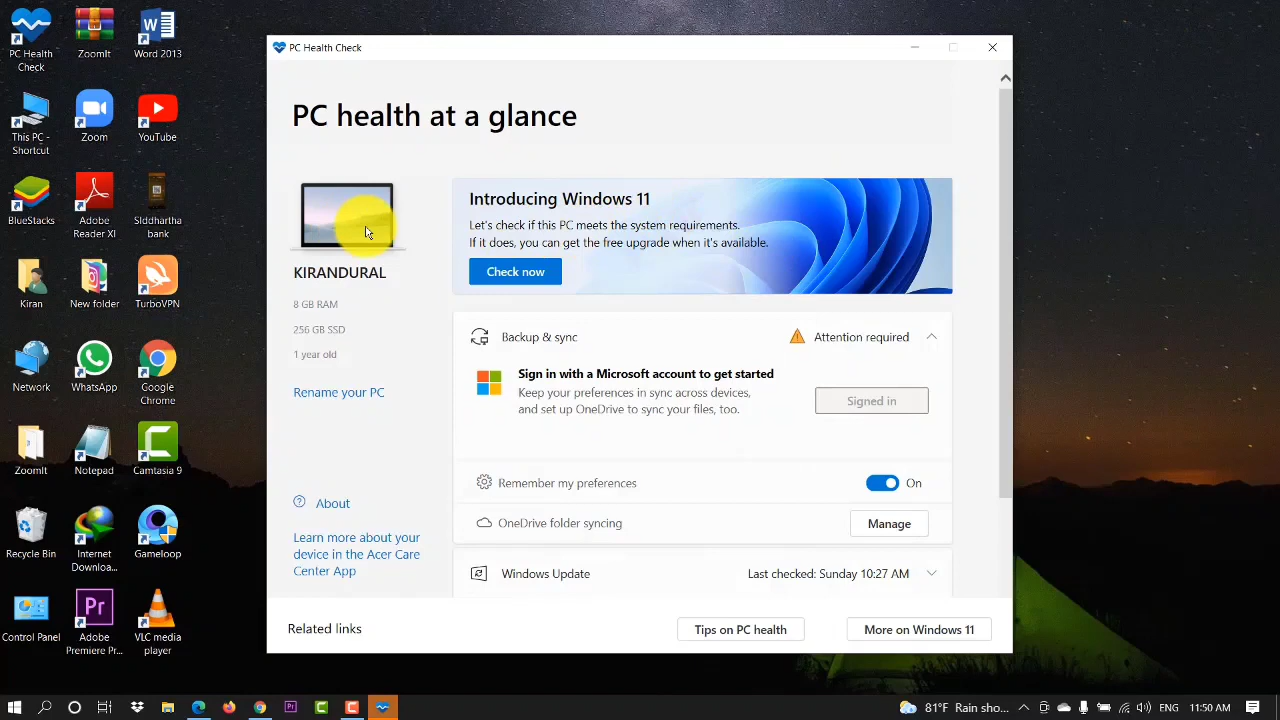 PC Health
Check
ZoomIt
Word 2013
This PC -
Shortcut
Zoom
YouTube
BlueStacks
Adobe
Reader XI
SIddhartha
bank
Kiran
New folder
TurboVPN
Network
WhatsApp
Google
Chrome
ZoomIt
Notepad
Camtasia 9
Recycle Bin
Internet
Downloa...
Gameloop
Control Panel
Adobe
Premiere Pr...
VLC media
player
PC Health Check
PC health at a glance
KIRANDURAL
8 GB RAM
256 GB SSD
1 year old
Rename your PC
About
Learn more about your
device in the Acer Care
Center App
Introducing Windows 11
Let's check if this PC meets the system requirements.
If it does, you can get the free upgrade when it's available.
Check now
Backup & sync
Attention required
Sign in with a Microsoft account to get started
Keep your preferences in sync across devices,
and set up OneDrive to sync your files, too.
Signed in
Remember my preferences
On
OneDrive folder syncing
Manage
Windows Update
Last checked: Sunday 10:27 AM
Related links
Tips on PC health
More on Windows 11
81°F Rain sho...
ENG
11:50 AM